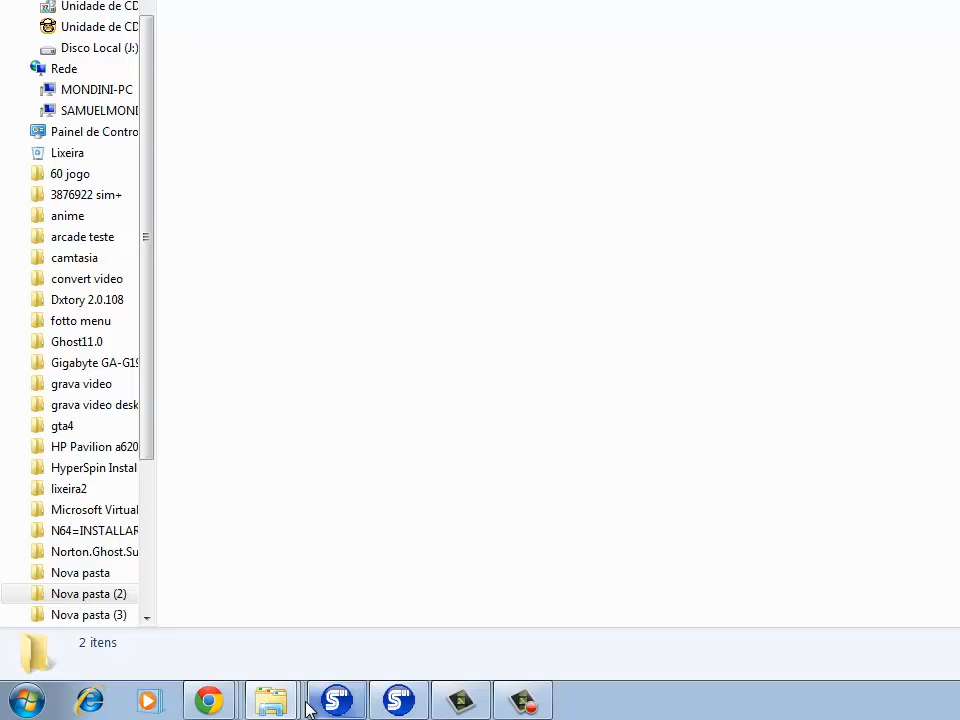 Unidade de CD
Unidade de CD
Disco Local (J:)
Rede
MONDINI-PC
SAMUELMOND
Painel de Contro
Lixeira
60 jogo
3876922 sim+
anime
arcade teste
camtasia
convert video
Dxtory 2.0.108
fotto menu
Ghost11.0
Gigabyte GA-G19
grava video
grava video desk
gta4
HP Pavilion a620
HyperSpin Instal
lixeira2
Microsoft Virtual
N64=INSTALLAR
Norton.Ghost.Su
Nova pasta
Nova pasta (2)
Nova pasta (3)
2 itens